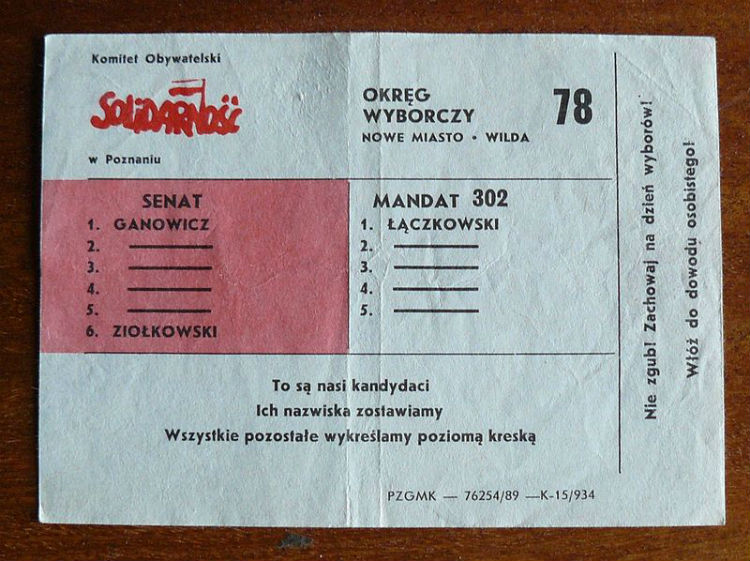 Komitet Obywatelski
SOLIDARNOŚĆ
w Poznaniu
OKRĘG
WYBORCZY
78
NOWE MIASTO • WILDA
SENAT
1. GANOWICZ
2.
3.
4.
5.
6. ZIOŁKOWSKI
MANDAT 302
1. ŁĄCZKOWSKI
2.
3.
4.
5.
To są nasi kandydaci
Ich nazwiska zostawiamy
Wszystkie pozostałe wykreślamy poziomą kreską
PZGMK — 76254/89 —K-15/934
Nie zgub! Zachowaj na dzień wyborów!
Włóż do dowodu osobistego!